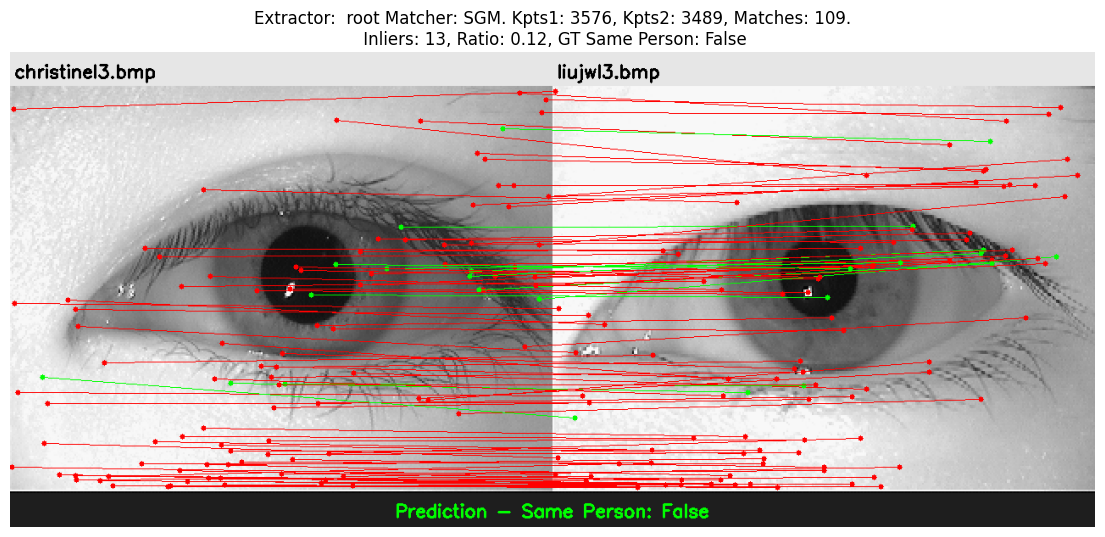 Extractor:  root Matcher: SGM. Kpts1: 3576, Kpts2: 3489, Matches: 109.
Inliers: 13, Ratio: 0.12, GT Same Person: False
christinel3.bmp
liujwl3.bmp
Prediction - Same Person: False